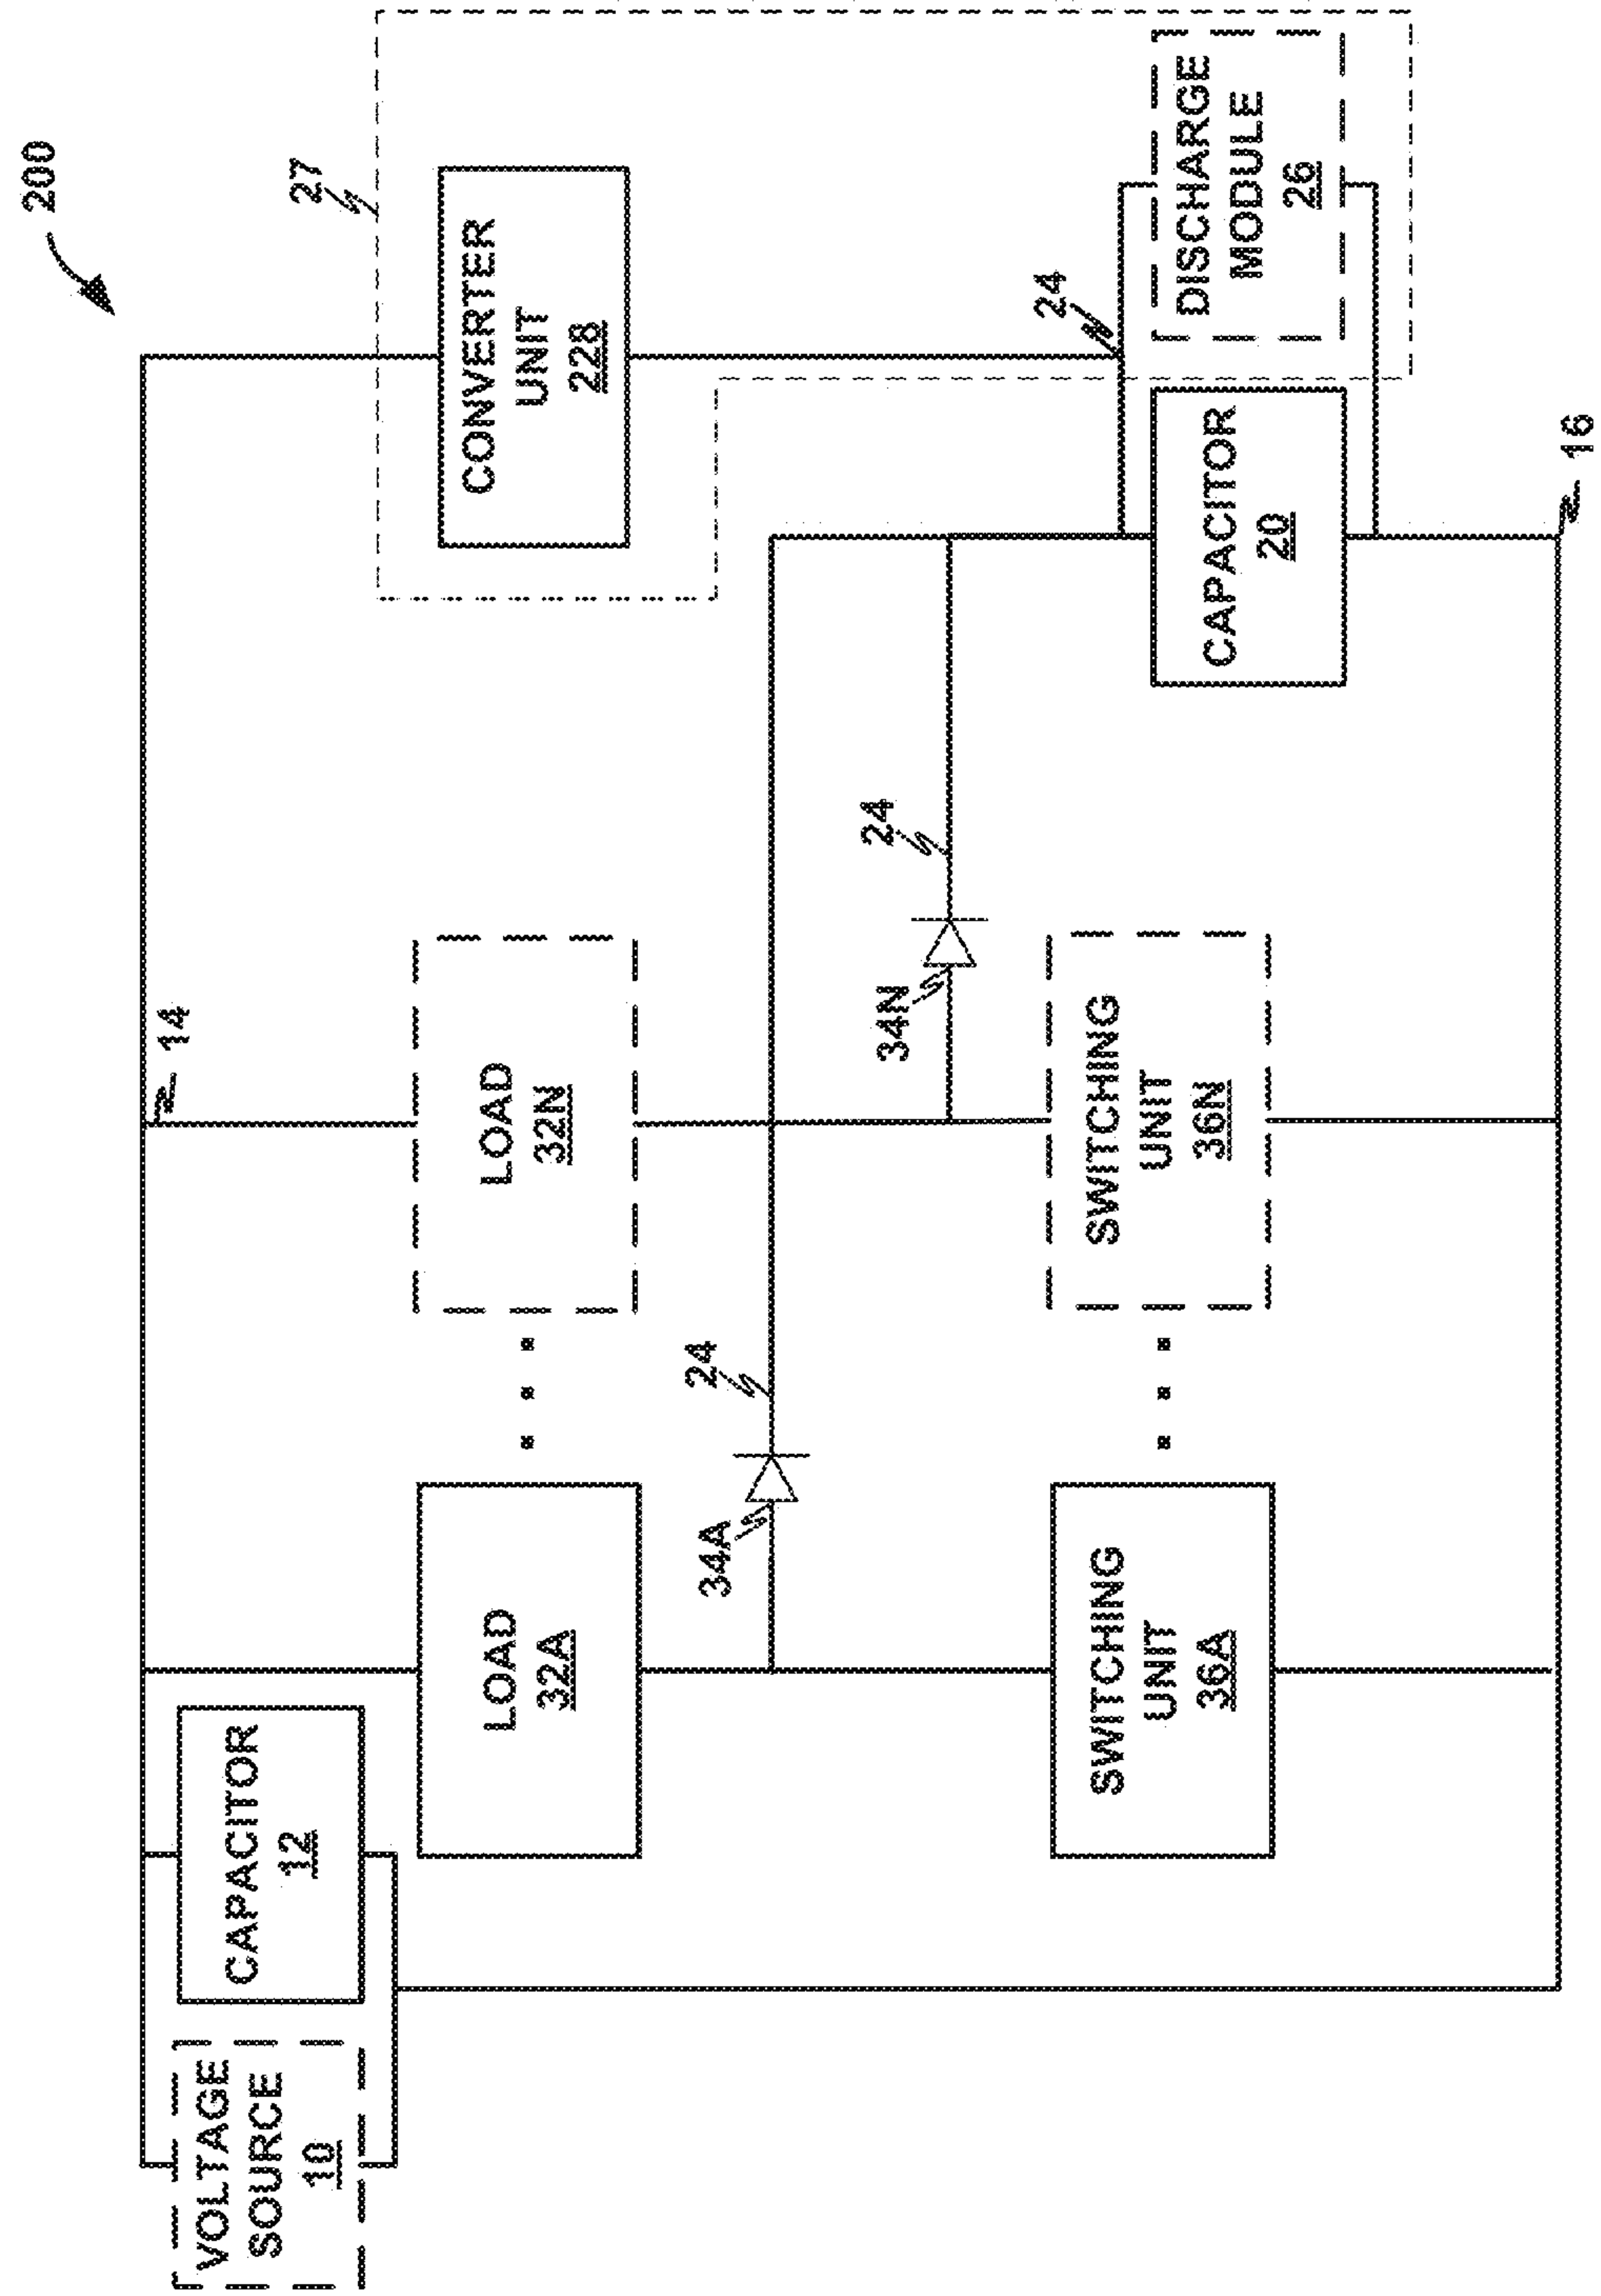 200
27
VOLTAGE
SOURCE
10
CAPACITOR
12
14
LOAD
32A
LOAD
32N
CONVERTER
UNIT
228
34A
24
34N
24
24
SWITCHING
UNIT
36A
SWITCHING
UNIT
36N
CAPACITOR
20
DISCHARGE
MODULE
26
16